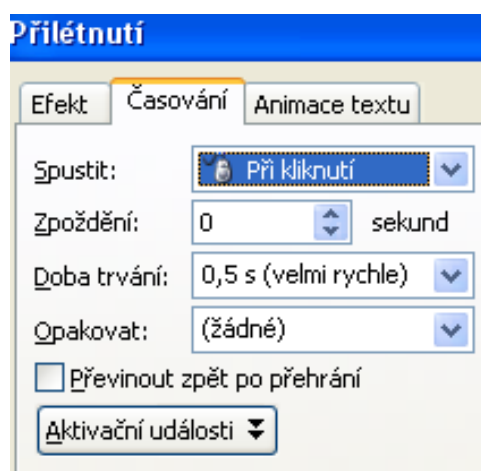 Přilétnutí
Efekt Časování Animace textu
Spustit: Při kliknutí
Zpoždění: 0 sekund
Doba trvání: 0,5 s (velmi rychle)
Opakovat: (žádné)
Převinout zpět po přehrání
Aktivační události